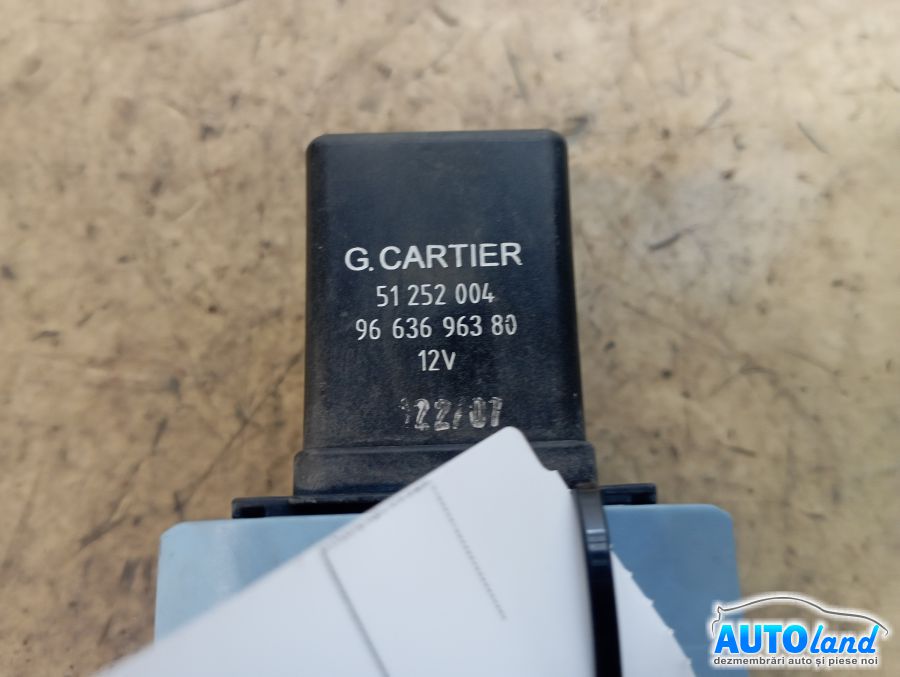 G. CARTIER
51 252 004
96 636 963 80
12V
22/07
AUTOland
dezmembrări auto și piese noi